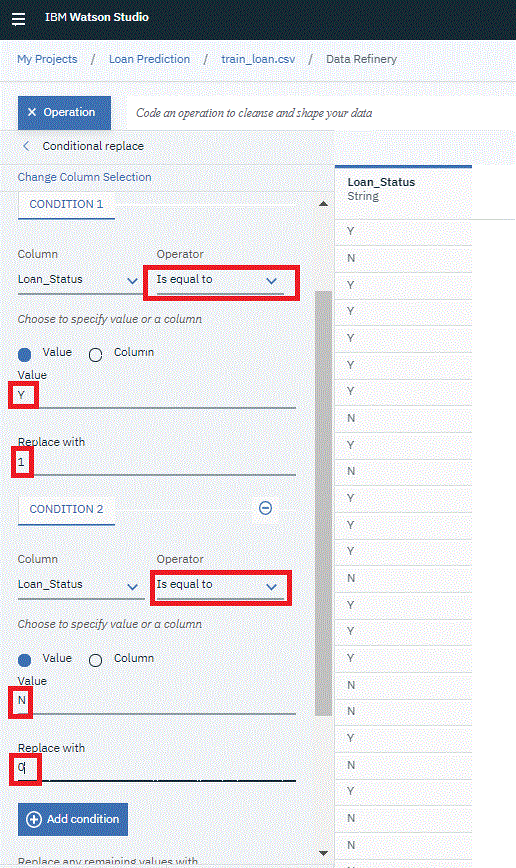 IBM Watson Studio
My Projects / Loan Prediction / train_loan.csv / Data Refinery
× Operation
Code an operation to cleanse and shape your data
Conditional replace
Change Column Selection
CONDITION 1
Column Operator
Loan_Status Is equal to
Choose to specify value or a column
Value Column
Value
Y
Replace with
1
CONDITION 2
Column Operator
Loan_Status Is equal to
Choose to specify value or a column
Value Column
Value
N
Replace with
0
Add condition
Replace any remaining values with
Loan_Status
String
Y
N
Y
Y
Y
Y
Y
N
Y
N
Y
Y
Y
N
Y
Y
Y
N
N
Y
N
Y
N
N
N